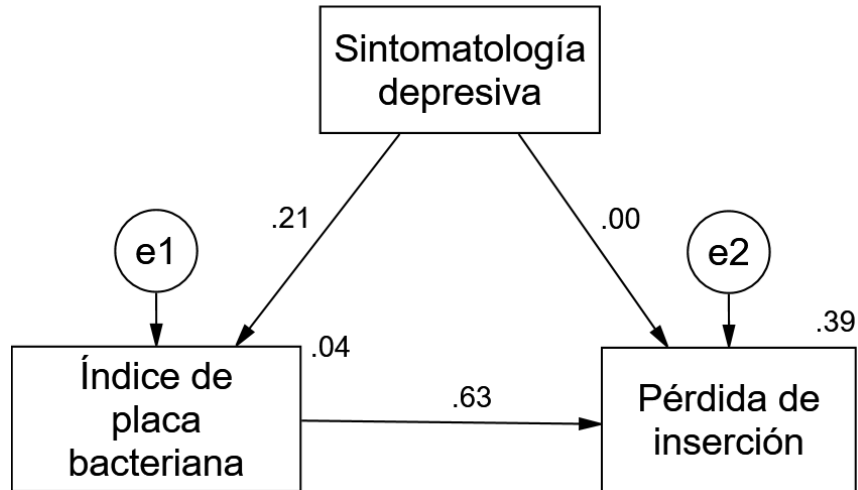 Sintomatología
depresiva
.21
.00
e1
e2
.04
.39
Índice de
placa
bacteriana
.63
Pérdida de
inserción